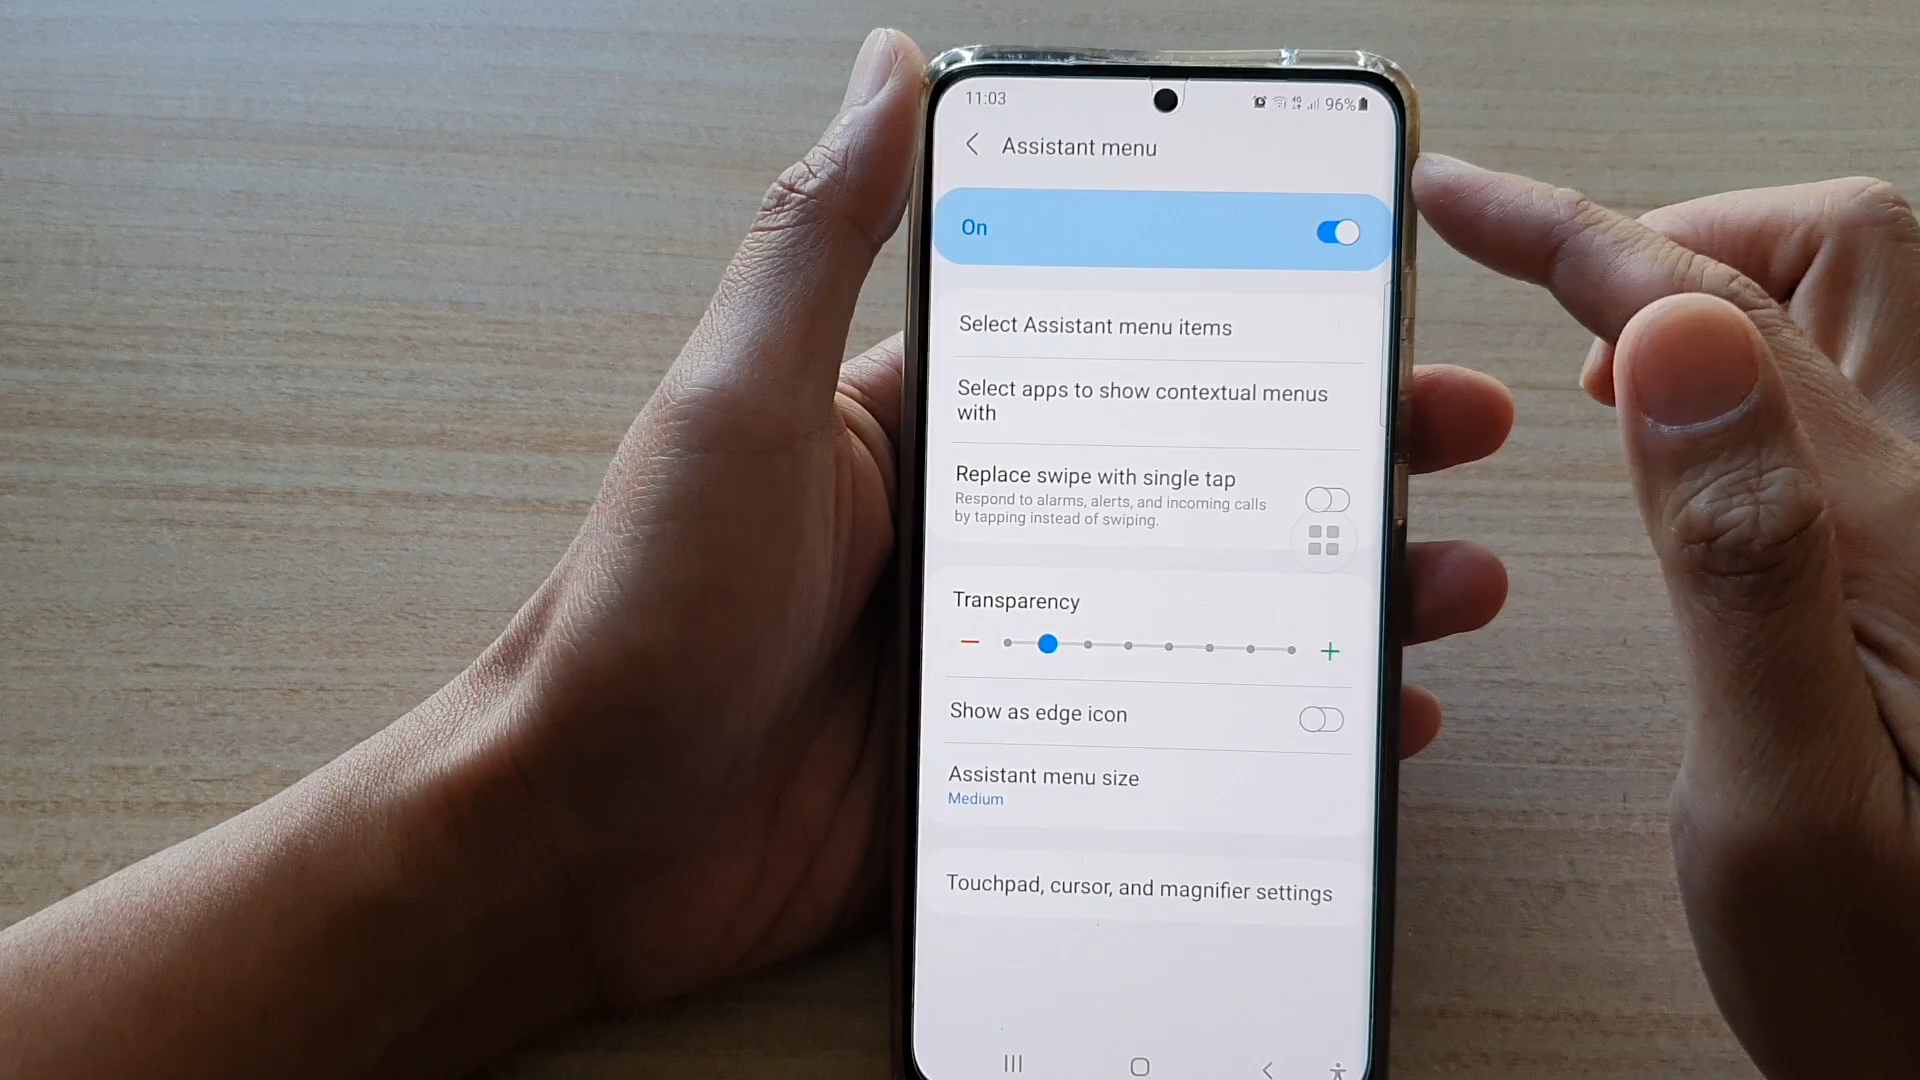 11:03
4G 96%
Assistant menu
On
Select Assistant menu items
Select apps to show contextual menus
with
Replace swipe with single tap
Respond to alarms, alerts, and incoming calls
by tapping instead of swiping.
Transparency
Show as edge icon
Assistant menu size
Medium
Touchpad, cursor, and magnifier settings